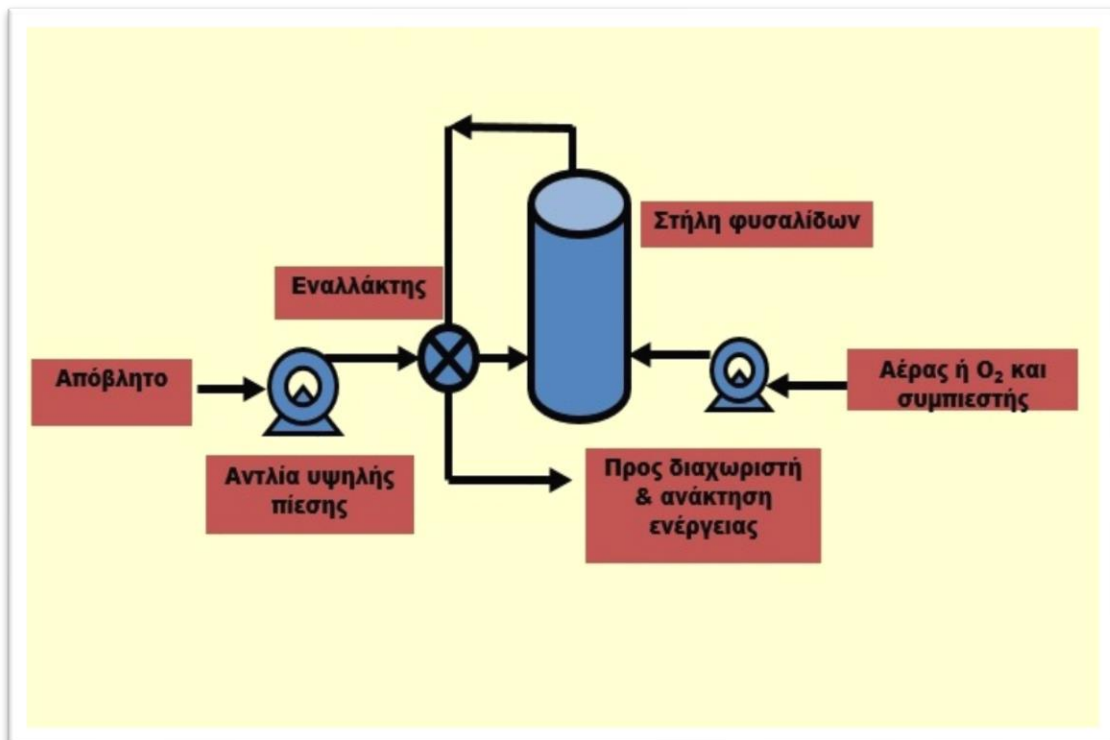 Στήλη φυσαλίδων
Εναλλάκτης
Απόβλητο
Αέρας ή O₂ και
συμπιεστής
Αντλία υψηλής
πίεσης
Προς διαχωριστή
& ανάκτηση
ενέργειας